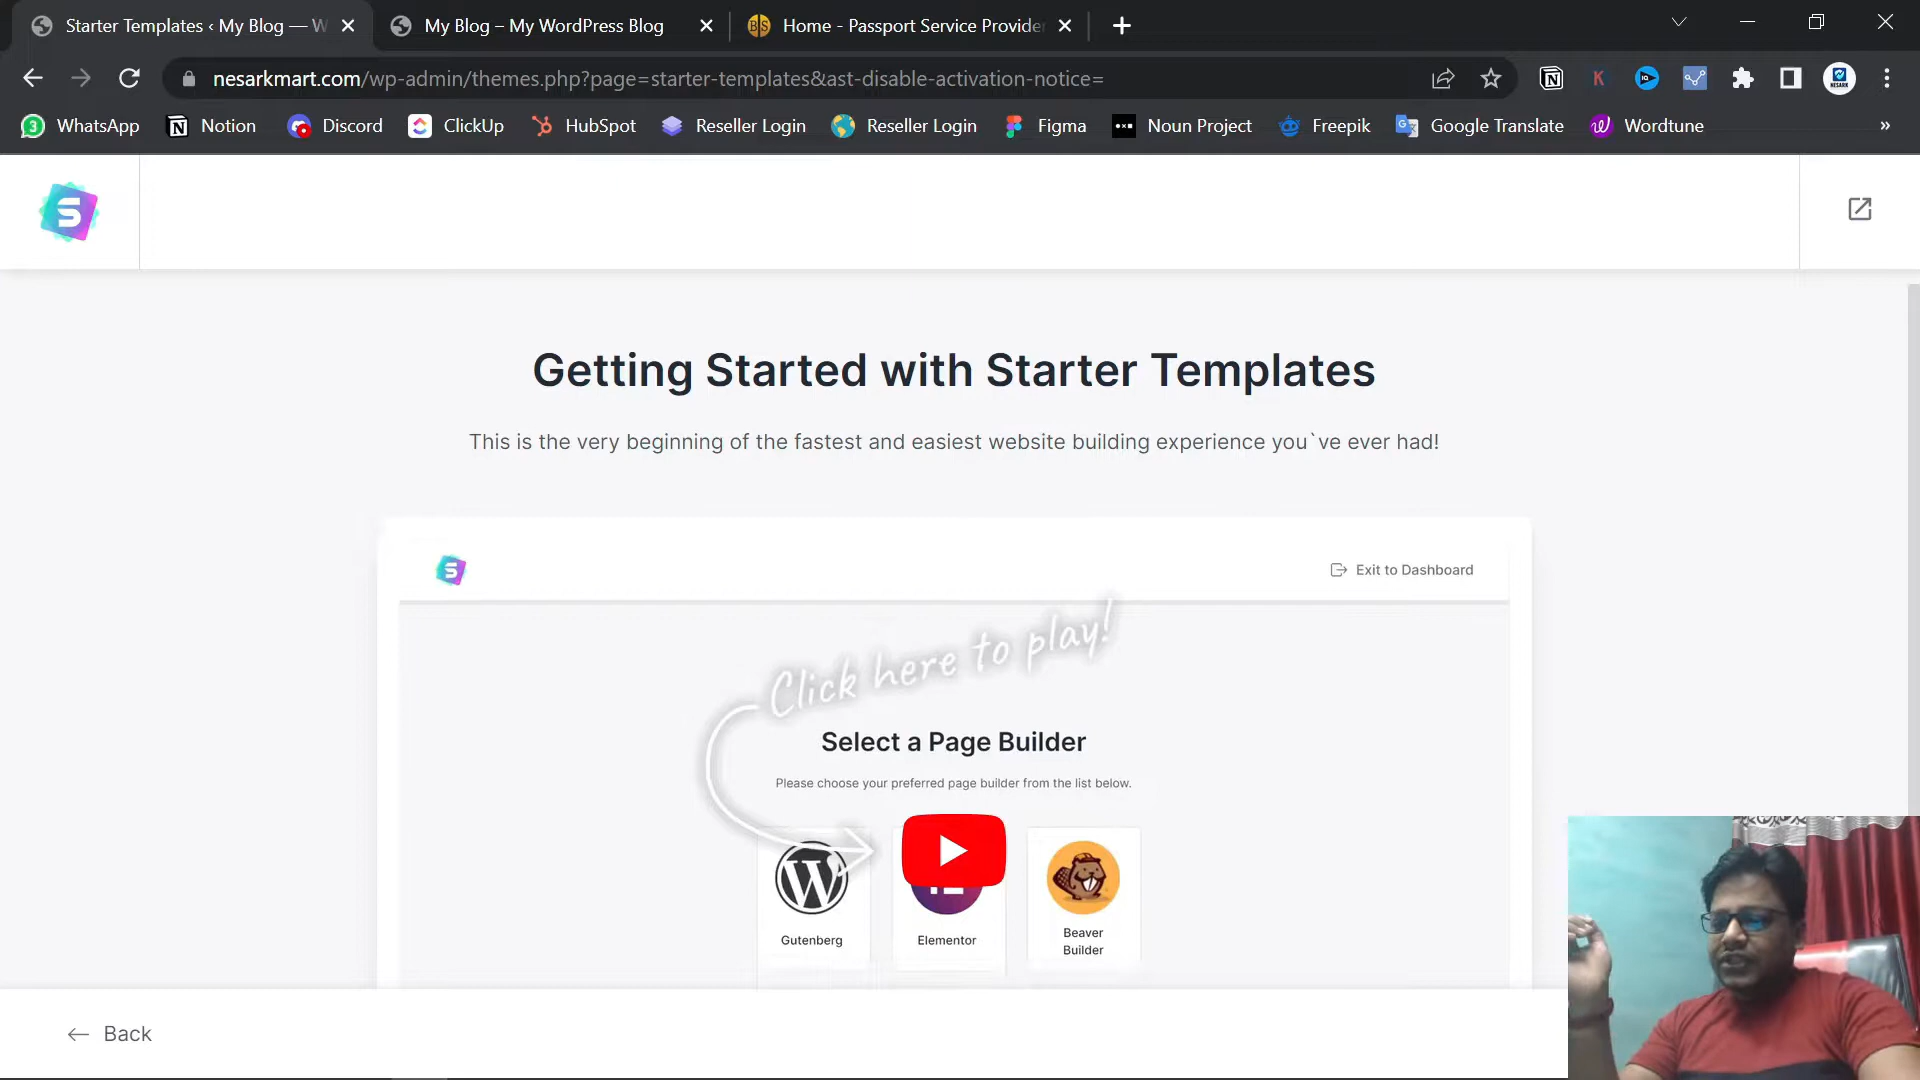 Starter Templates ‹ My Blog — W
My Blog – My WordPress Blog
Home - Passport Service Provide
nesarkmart.com/wp-admin/themes.php?page=starter-templates&ast-disable-activation-notice=
WhatsApp
Notion
Discord
ClickUp
HubSpot
Reseller Login
Reseller Login
Figma
Noun Project
Freepik
Google Translate
Wordtune
Getting Started with Starter Templates
This is the very beginning of the fastest and easiest website building experience you`ve ever had!
Exit to Dashboard
Click here to play!
Select a Page Builder
Please choose your preferred page builder from the list below.
Gutenberg
Elementor
Beaver
Builder
Back